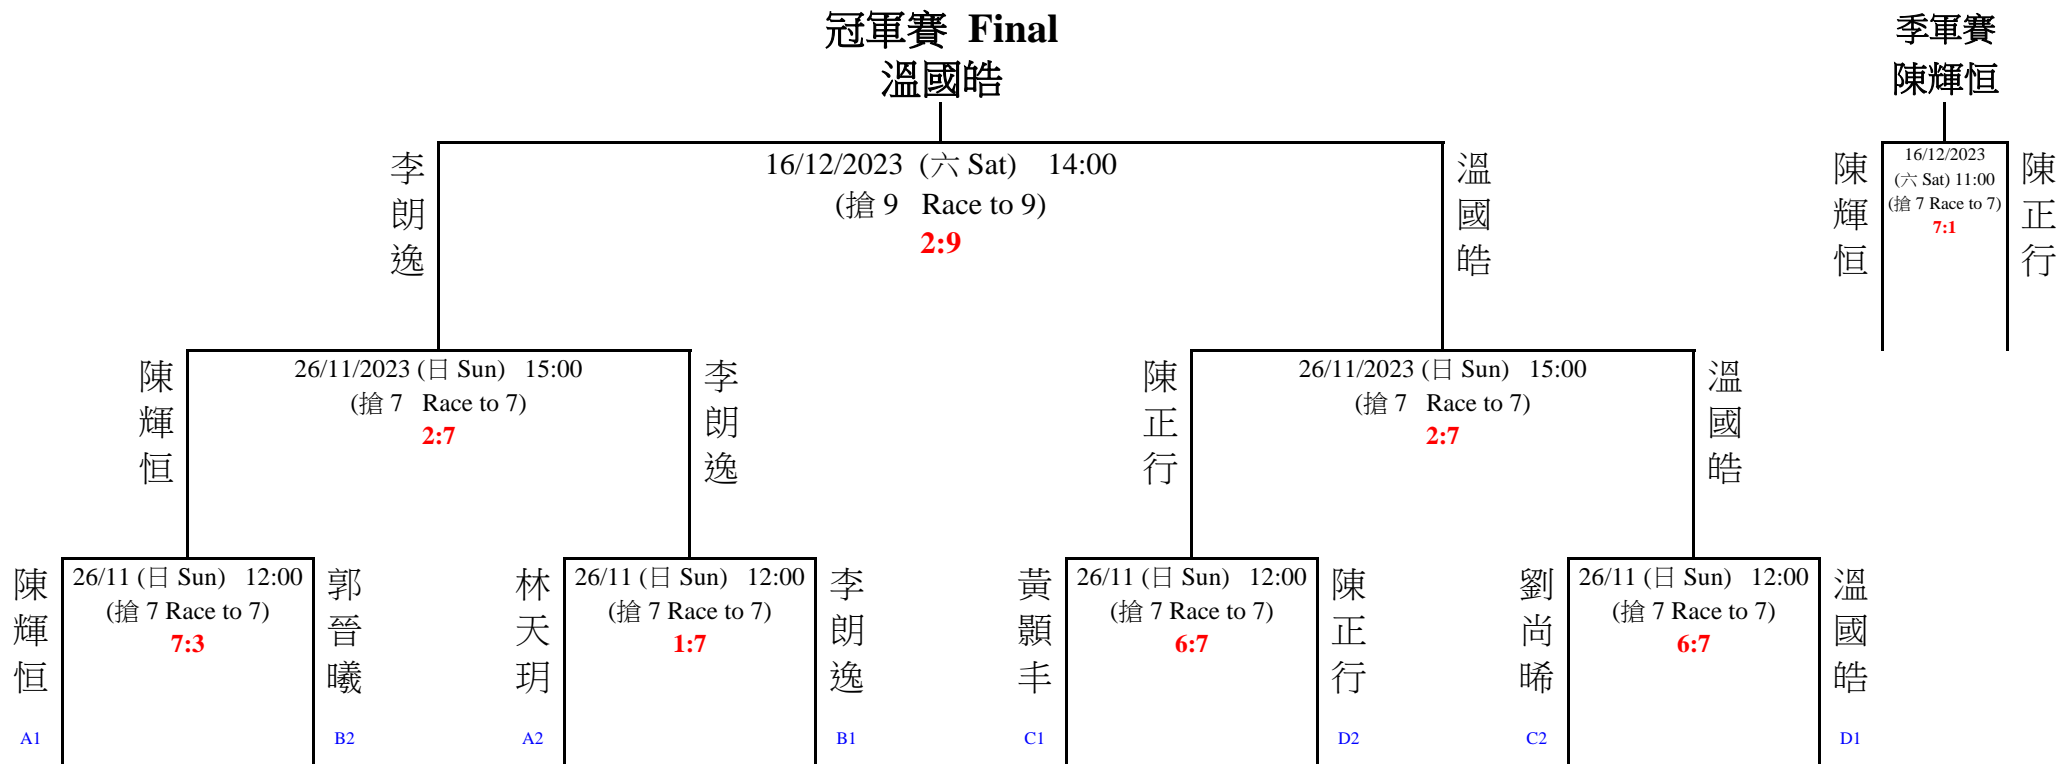 冠軍賽 Final
溫國皓
季軍賽
陳輝恒
李朗逸
16/12/2023 (六 Sat) 14:00
(搶 9 Race to 9)
2:9
溫國皓
陳輝恒
16/12/2023
(六 Sat) 11:00
(搶 7 Race to 7)
7:1
陳正行
陳輝恒
26/11/2023 (日 Sun) 15:00
(搶 7 Race to 7)
2:7
李朗逸
陳正行
26/11/2023 (日 Sun) 15:00
(搶 7 Race to 7)
2:7
溫國皓
陳輝恒
A1
26/11 (日 Sun) 12:00
(搶 7 Race to 7)
7:3
郭晉曦
B2
林天玥
A2
26/11 (日 Sun) 12:00
(搶 7 Race to 7)
1:7
李朗逸
B1
黃顥丰
C1
26/11 (日 Sun) 12:00
(搶 7 Race to 7)
6:7
陳正行
D2
劉尚晞
C2
26/11 (日 Sun) 12:00
(搶 7 Race to 7)
6:7
溫國皓
D1